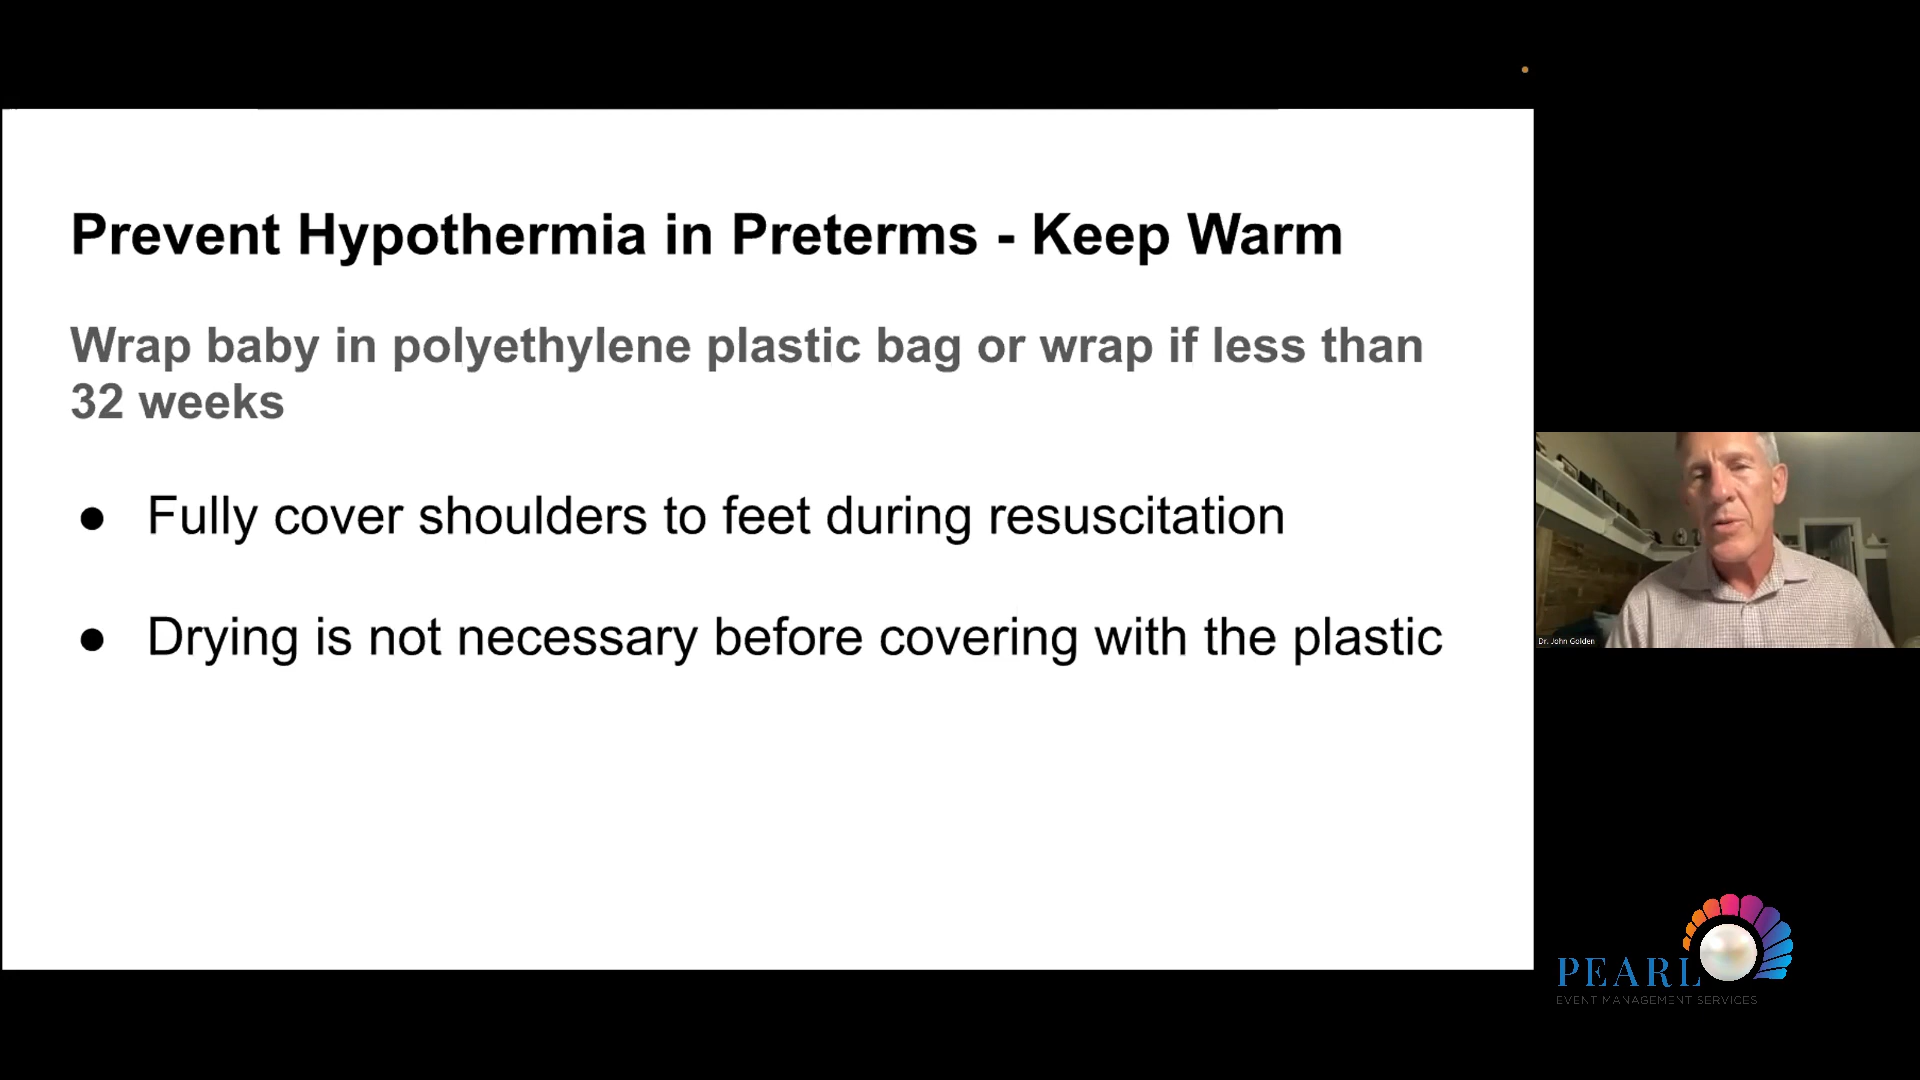 Prevent Hypothermia in Preterms - Keep Warm
Wrap baby in polyethylene plastic bag or wrap if less than
32 weeks
● Fully cover shoulders to feet during resuscitation
● Drying is not necessary before covering with the plastic
Dr. John Golden
PEARL
EVENT MANAGEMENT SERVICES